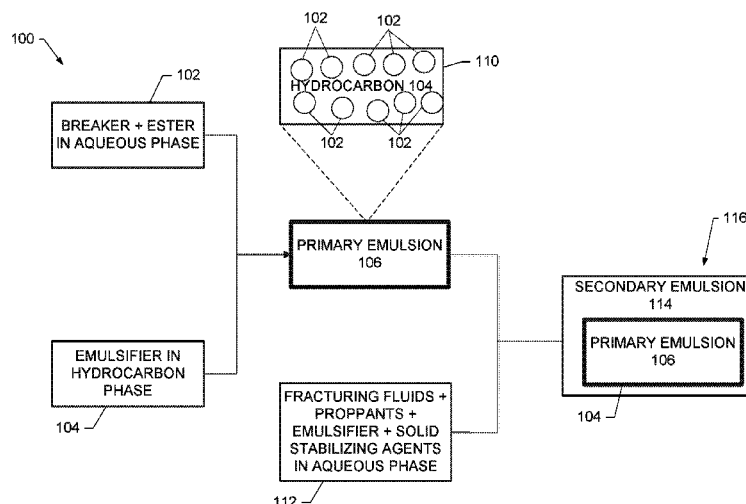 100
102
BREAKER + ESTER
IN AQUEOUS PHASE
102
102
110
HYDROCARBON 104
102
102
PRIMARY EMULSION
106
116
SECONDARY EMULSION
114
PRIMARY EMULSION
106
104
EMULSIFIER IN
HYDROCARBON
PHASE
104
FRACTURING FLUIDS +
PROPPANTS +
EMULSIFIER + SOLID
STABILIZING AGENTS
IN AQUEOUS PHASE
112